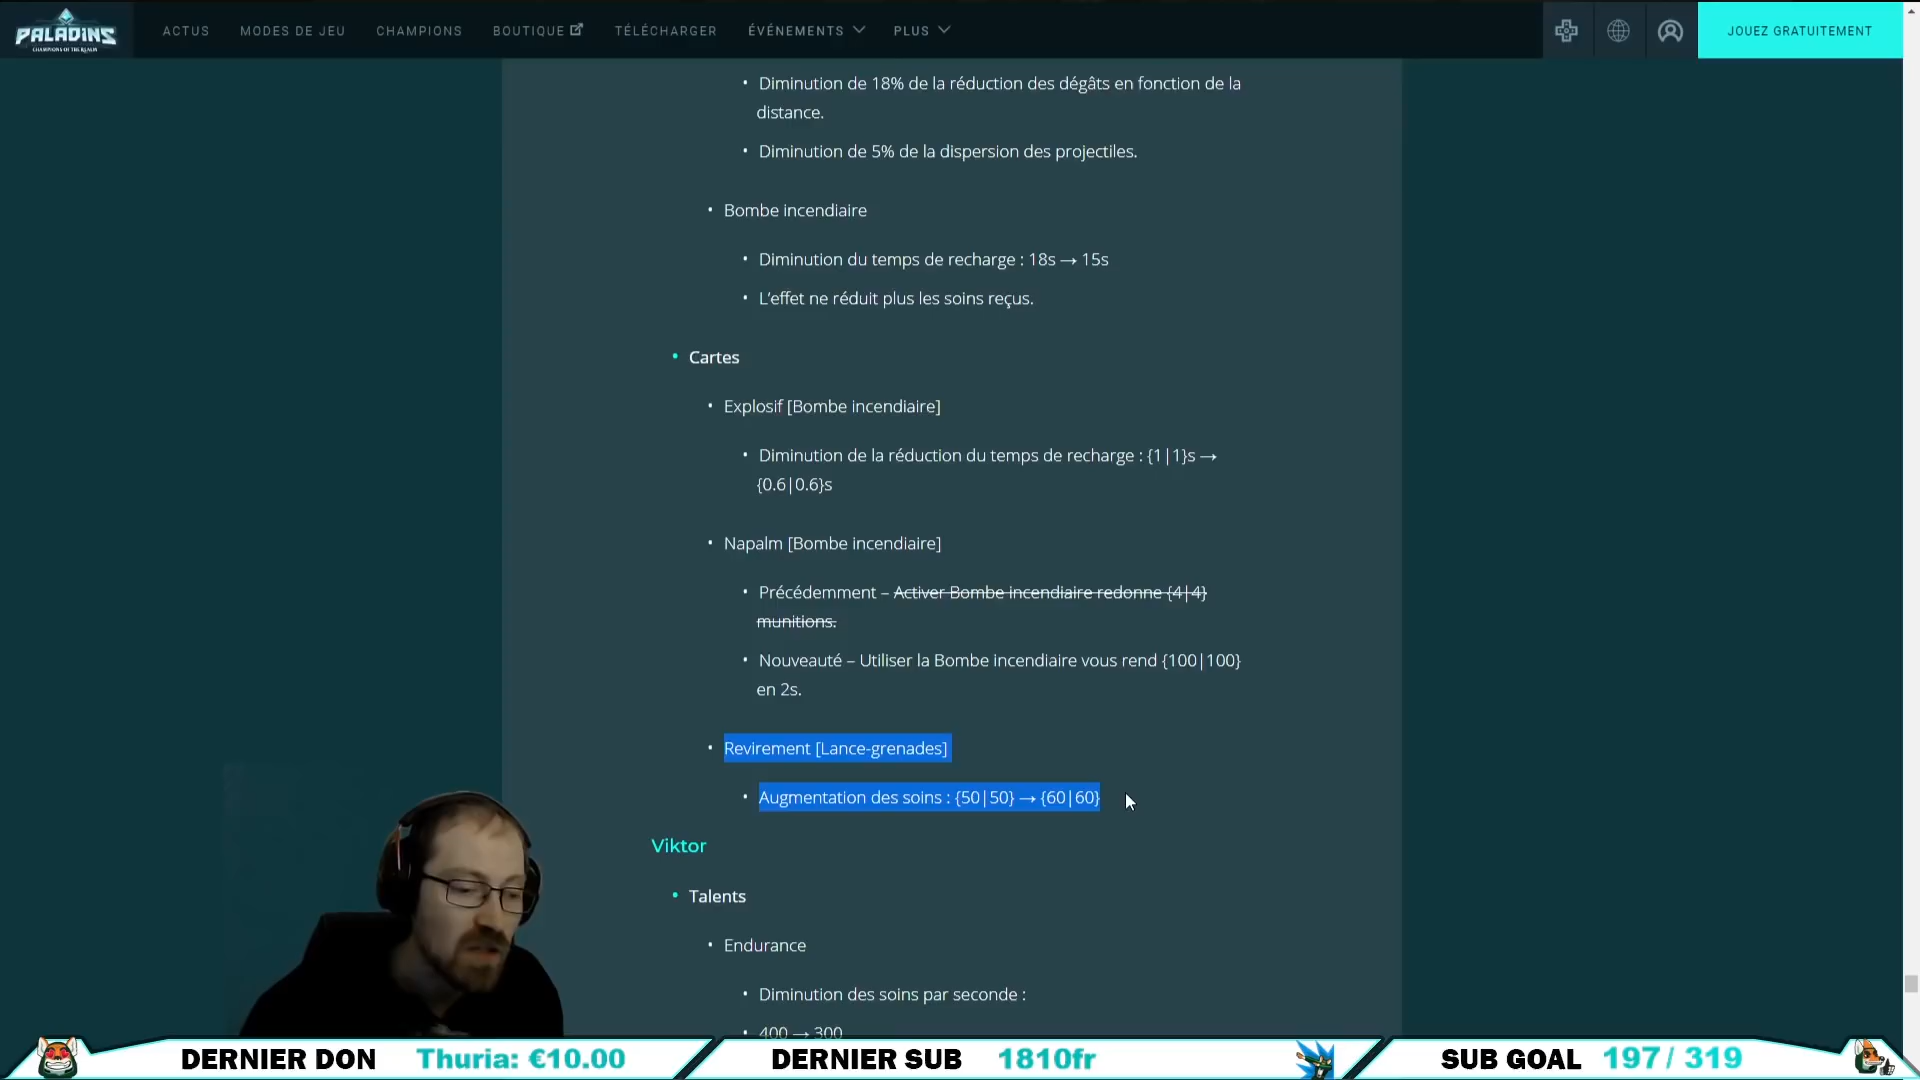 PALADINS
CHAMPIONS OF THE REALM
ACTUS
MODES DE JEU
CHAMPIONS
BOUTIQUE
TÉLÉCHARGER
ÉVÉNEMENTS
PLUS
JOUEZ GRATUITEMENT
• Diminution de 18% de la réduction des dégâts en fonction de la
distance.
• Diminution de 5% de la dispersion des projectiles.
• Bombe incendiaire
• Diminution du temps de recharge : 18s → 15s
• L'effet ne réduit plus les soins reçus.
• Cartes
• Explosif [Bombe incendiaire]
• Diminution de la réduction du temps de recharge : {1|1}s →
{0.6|0.6}s
• Napalm [Bombe incendiaire]
• Précédemment – Activer Bombe incendiaire redonne {4|4}
munitions.
• Nouveauté – Utiliser la Bombe incendiaire vous rend {100|100}
en 2s.
• Revirement [Lance-grenades]
• Augmentation des soins : {50|50} → {60|60}
Viktor
• Talents
• Endurance
• Diminution des soins par seconde :
• 400 → 300
DERNIER DON Thuria: €10.00
DERNIER SUB 1810fr
SUB GOAL 197 / 319